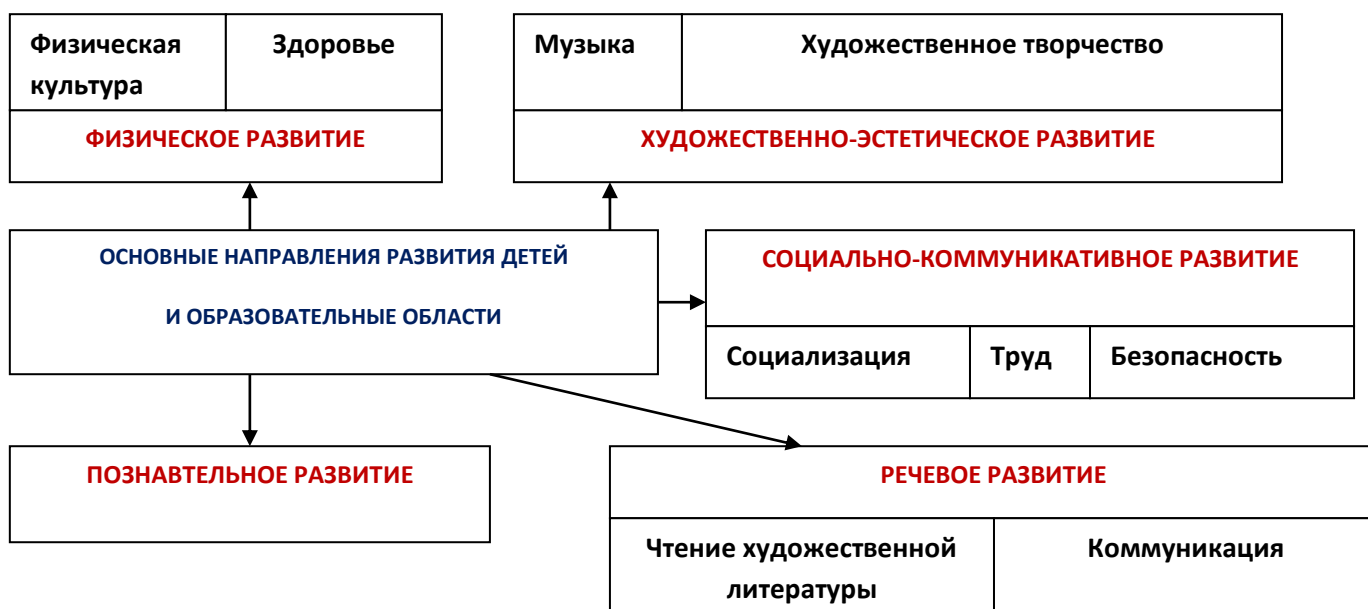 Физическая культура
Здоровье
ФИЗИЧЕСКОЕ РАЗВИТИЕ
Музыка
Художественное творчество
ХУДОЖЕСТВЕННО-ЭСТЕТИЧЕСКОЕ РАЗВИТИЕ
ОСНОВНЫЕ НАПРАВЛЕНИЯ РАЗВИТИЯ ДЕТЕЙ
И ОБРАЗОВАТЕЛЬНЫЕ ОБЛАСТИ
СОЦИАЛЬНО-КОММУНИКАТИВНОЕ РАЗВИТИЕ
Социализация
Труд
Безопасность
ПОЗНАВТЕЛЬНОЕ РАЗВИТИЕ
РЕЧЕВОЕ РАЗВИТИЕ
Чтение художественной
литературы
Коммуникация